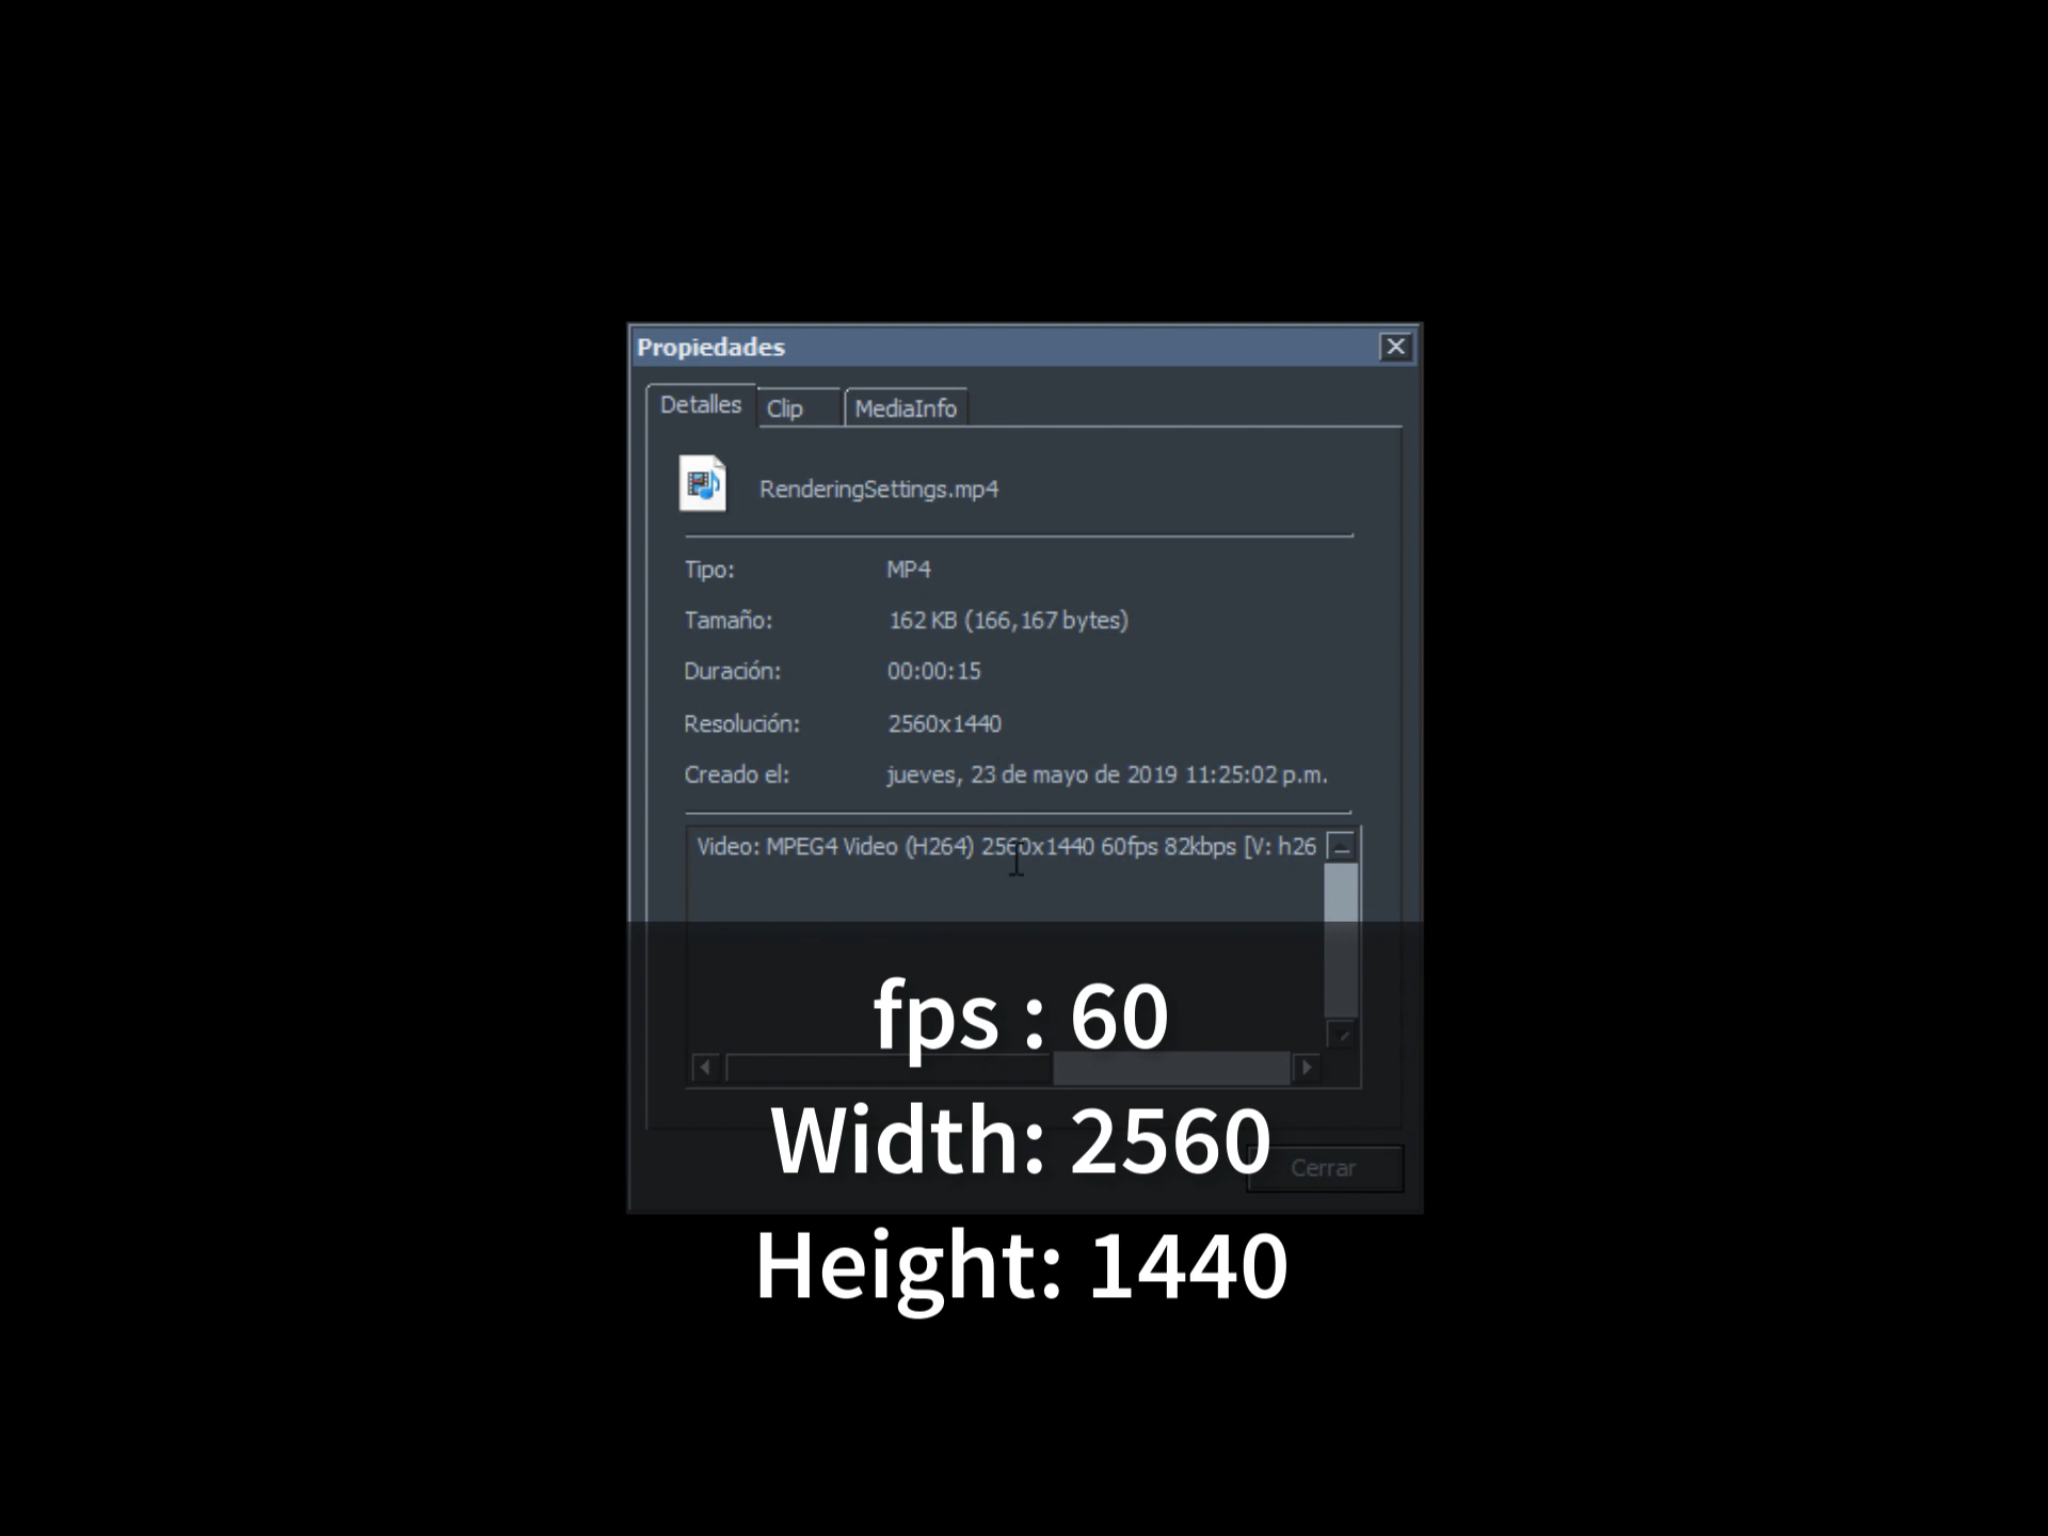 Propiedades
Detalles Clip MediaInfo
RenderingSettings.mp4
Tipo: MP4
Tamaño: 162 KB (166,167 bytes)
Duración: 00:00:15
Resolución: 2560x1440
Creado el: jueves, 23 de mayo de 2019 11:25:02 p.m.
Video: MPEG4 Video (H264) 2560x1440 60fps 82kbps [V: h26
fps : 60
Width: 2560
Cerrar
Height: 1440